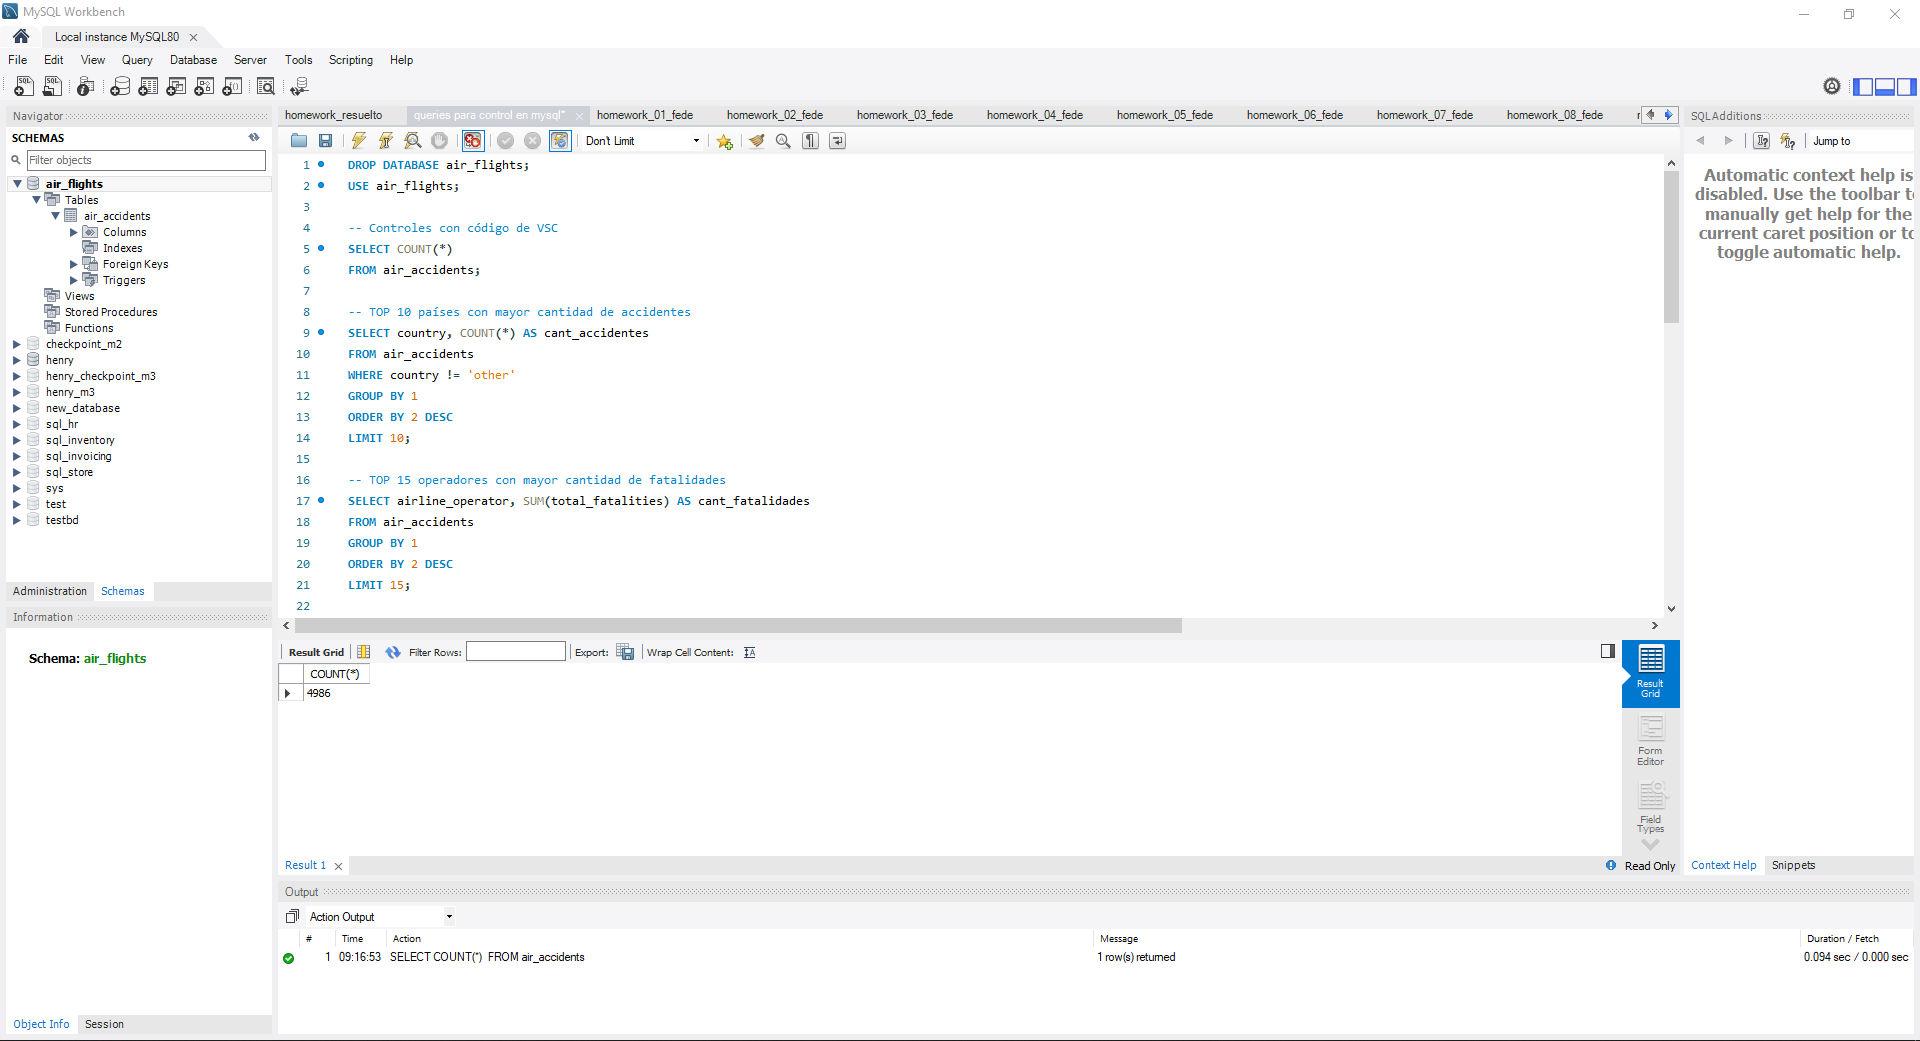 MySQL Workbench
Local instance MySQL80
File Edit View Query Database Server Tools Scripting Help
Navigator
SCHEMAS
Filter objects
air_flights
Tables
air_accidents
Columns
Indexes
Foreign Keys
Triggers
Views
Stored Procedures
Functions
checkpoint_m2
henry
henry_checkpoint_m3
henry_m3
new_database
sql_hr
sql_inventory
sql_invoicing
sql_store
sys
test
testbd
Administration Schemas
Information
Schema: air_flights
Object Info Session
homework_resuelto queries para control en mysql* homework_01_fede homework_02_fede homework_03_fede homework_04_fede homework_05_fede homework_06_fede homework_07_fede homework_08_fede
Don't Limit
1 DROP DATABASE air_flights;
2 USE air_flights;
3
4 -- Controles con código de VSC
5 SELECT COUNT(*)
6 FROM air_accidents;
7
8 -- TOP 10 países con mayor cantidad de accidentes
9 SELECT country, COUNT(*) AS cant_accidentes
10 FROM air_accidents
11 WHERE country != 'other'
12 GROUP BY 1
13 ORDER BY 2 DESC
14 LIMIT 10;
15
16 -- TOP 15 operadores con mayor cantidad de fatalidades
17 SELECT airline_operator, SUM(total_fatalities) AS cant_fatalidades
18 FROM air_accidents
19 GROUP BY 1
20 ORDER BY 2 DESC
21 LIMIT 15;
22
Result Grid Filter Rows: Export: Wrap Cell Content:
COUNT(*)
4986
Result
Grid
Form
Editor
Field
Types
Result 1
Read Only
Output
Action Output
# Time Action Message Duration / Fetch
1 09:16:53 SELECT COUNT(*) FROM air_accidents 1 row(s) returned 0.094 sec / 0.000 sec
SQLAdditions
Jump to
Automatic context help is
disabled. Use the toolbar to
manually get help for the
current caret position or to
toggle automatic help.
Context Help Snippets